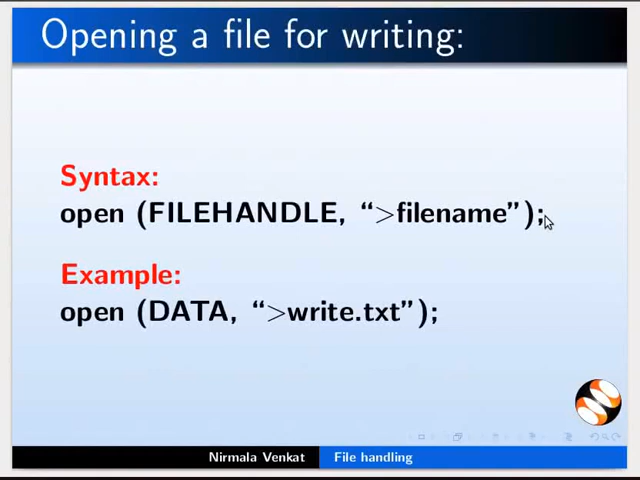 Opening a file for writing:
Syntax:
open (FILEHANDLE, “>filename”);
Example:
open (DATA, “>write.txt”);
Nirmala Venkat File handling